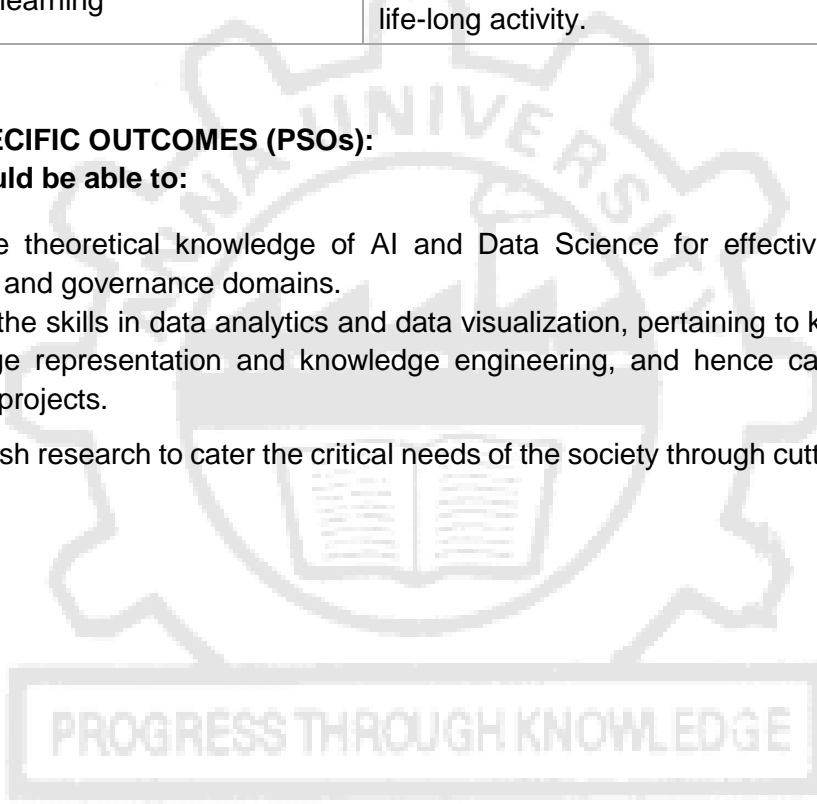 learning
life-long activity.
ECIFIC OUTCOMES (PSOs):
uld be able to:
e theoretical knowledge of AI and Data Science for effectiv
and governance domains.
the skills in data analytics and data visualization, pertaining to k
ge representation and knowledge engineering, and hence ca
projects.
sh research to cater the critical needs of the society through cutt
NNA UNIVERSITY
PROGRESS THROUGH KNOWLEDGE